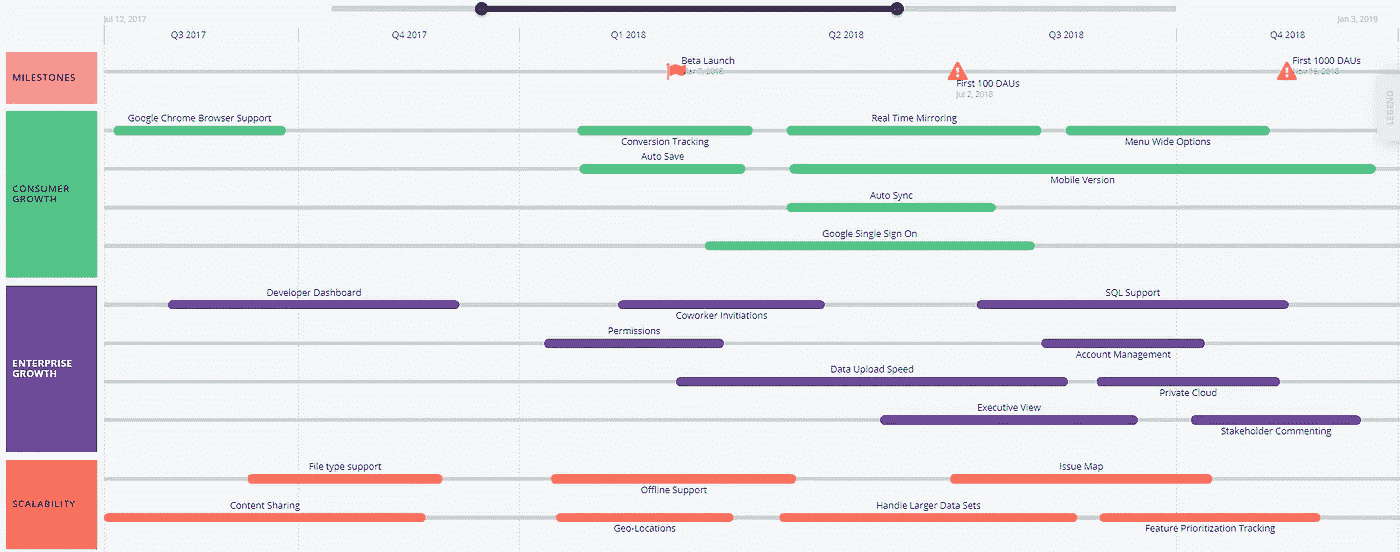 Jul 12, 2017
Jan 3, 2019
Q3 2017
Q4 2017
Q1 2018
Q2 2018
Q3 2018
Q4 2018
MILESTONES
Beta Launch
2018
First 100 DAUs
Jul 2, 2018
First 1000 DAUs
Nov 16, 2018
LEGEND
CONSUMER
GROWTH
Google Chrome Browser Support
Real Time Mirroring
Conversion Tracking
Menu Wide Options
Auto Save
Mobile Version
Auto Sync
Google Single Sign On
ENTERPRISE
GROWTH
Developer Dashboard
SQL Support
Coworker Invitiations
Permissions
Account Management
Data Upload Speed
Private Cloud
Executive View
Stakeholder Commenting
SCALABILITY
File type support
Issue Map
Offline Support
Content Sharing
Handle Larger Data Sets
Geo-Locations
Feature Prioritization Tracking